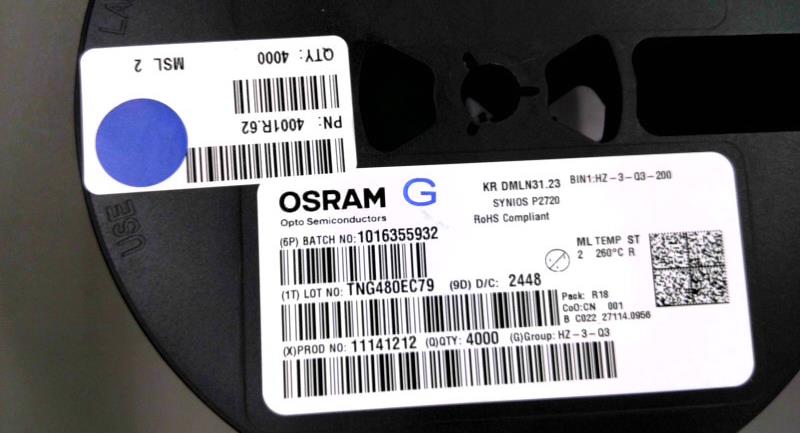 LA
USE
QTY: 4000
MSL 2
PN: 4001R.62
OSRAM G
Opto Semiconductors
KR DMLN31.23 BIN1:HZ-3-Q3-200
SYNIOS P2720
RoHS Compliant
(6P) BATCH NO:1016355932
ML TEMP ST
2 260°C R
(1T) LOT NO: TNG480EC79 (9D) D/C: 2448
Pack: R18
CoO:CN 001
B C022 27114.0956
(X)PROD NO: 11141212 (Q)QTY: 4000 (G)Group: HZ-3-Q3